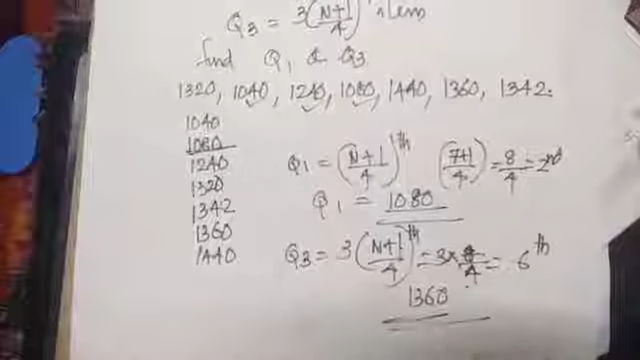 Q3 = 3(N+1/4) items
find Q1 & Q3
1320, 1040, 1240, 1080, 1440, 1360, 1342.
1040
1080
1240
1320
1342
1360
1440
Q1 = (N+1/4)th (7+1/4) = 8/4 = 2nd
Q1 = 1080
Q3 = 3(N+1/4)th = 3×8/4 = 6th
1360